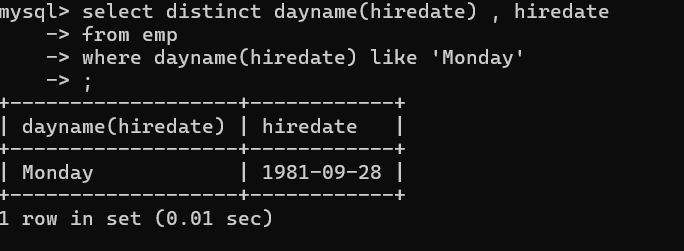 mysql> select distinct dayname(hiredate) , hiredate
    -> from emp
    -> where dayname(hiredate) like 'Monday'
    -> ;
+-------------------+------------+
| dayname(hiredate) | hiredate   |
+-------------------+------------+
| Monday            | 1981-09-28 |
+-------------------+------------+
1 row in set (0.01 sec)